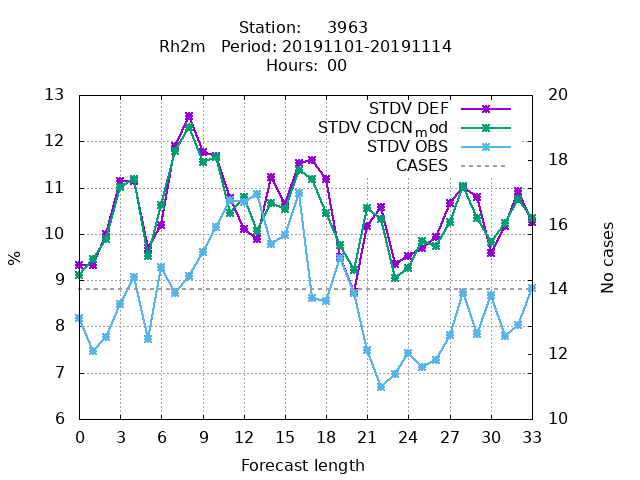 Station: 3963
Rh2m Period: 20191101-20191114
Hours: 00
13
12
11
10
9
8
7
6
%
20
18
16
14
12
10
No cases
STDV DEF
STDV CDCN_mod
STDV OBS
CASES
0 3 6 9 12 15 18 21 24 27 30 33
Forecast length